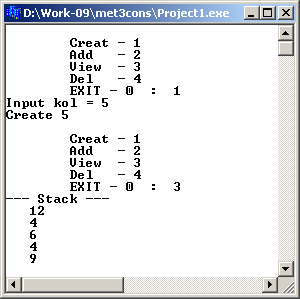 D:\Work-09\met3cons\Project1.exe
Creat - 1
Add - 2
View - 3
Del - 4
EXIT - 0 : 1
Input kol = 5
Create 5
Creat - 1
Add - 2
View - 3
Del - 4
EXIT - 0 : 3
--- Stack ---
12
4
6
4
9